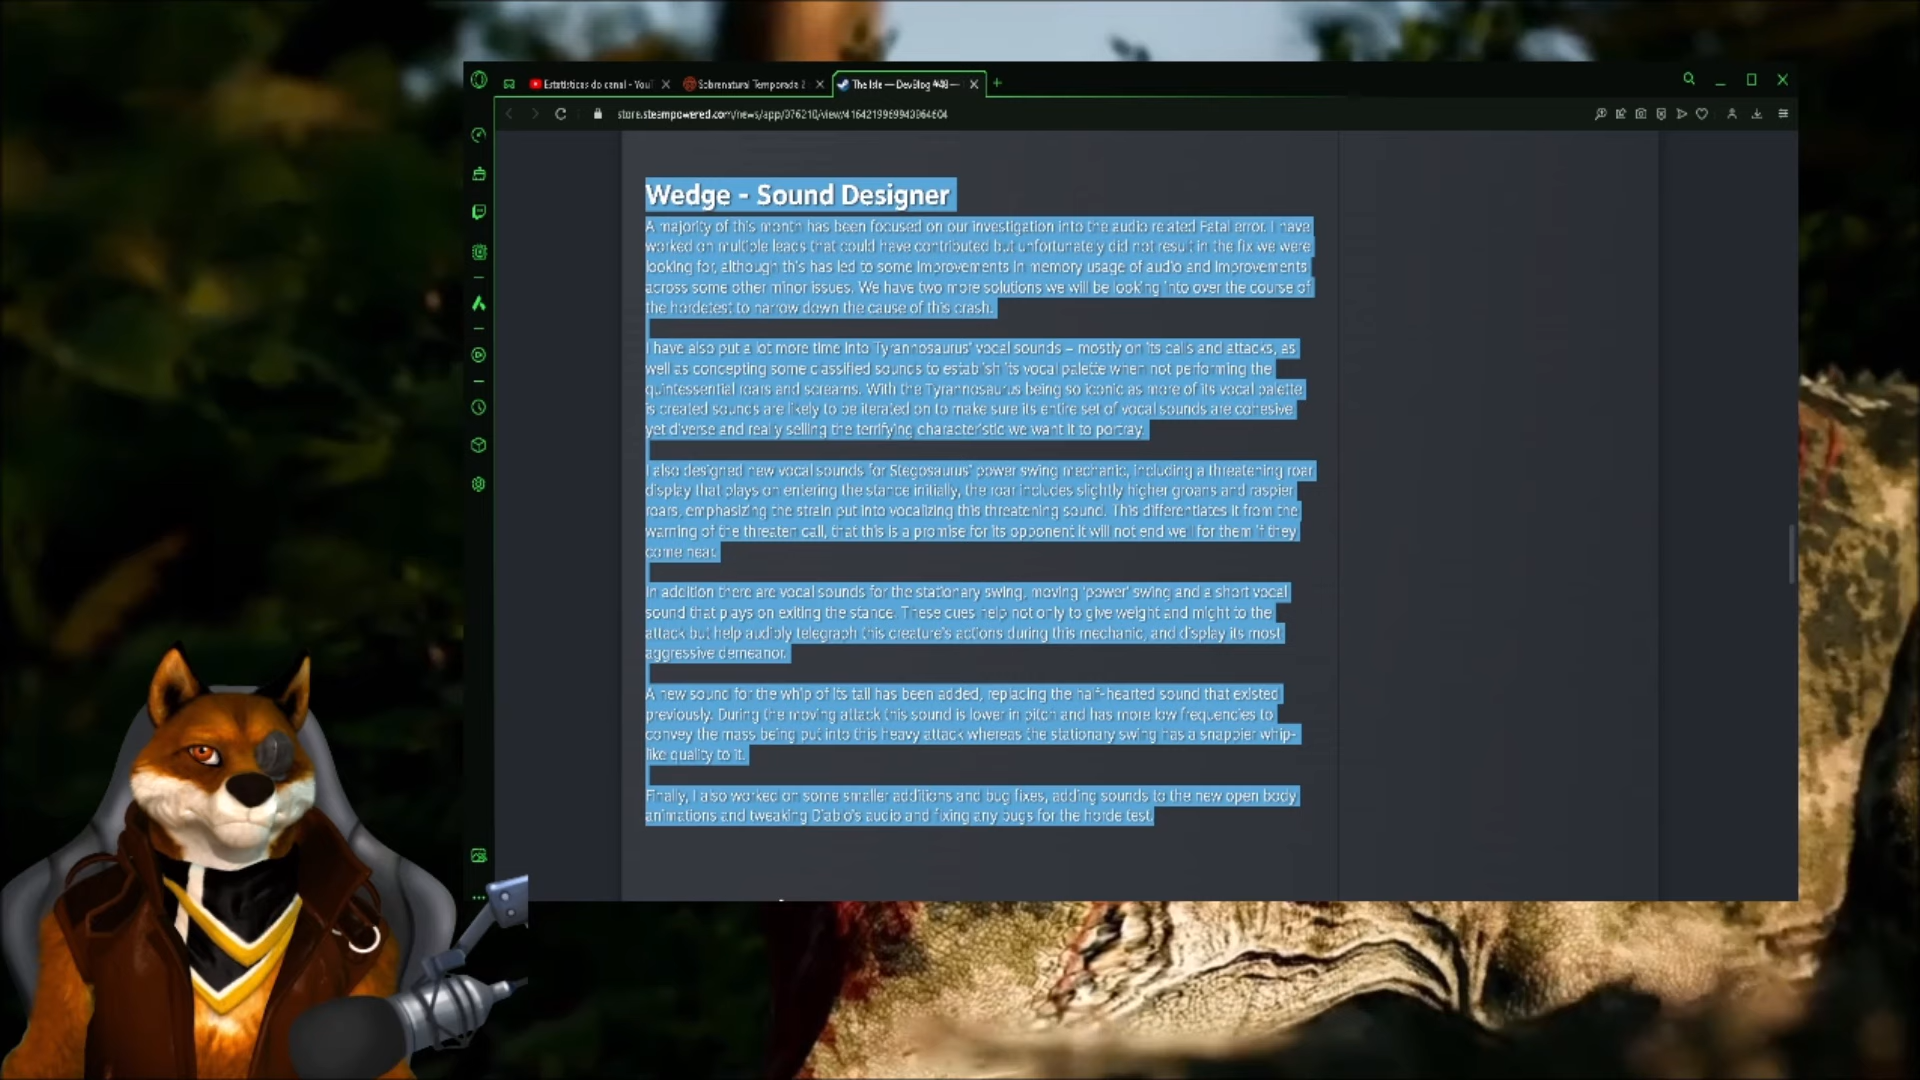 Estatísticas do canal - YouT
Sobrenatural Temporada 2
The Isle — DevBlog #48 —
store.steampowered.com/news/app/376210/view/4164219969943964604
Wedge - Sound Designer
A majority of this month has been focused on our investigation into the audio related Fatal error. I have
worked on multiple leads that could have contributed but unfortunately did not result in the fix we were
looking for, although this has led to some improvements in memory usage of audio and improvements
across some other minor issues. We have two more solutions we will be looking into over the course of
the hordetest to narrow down the cause of this crash.
I have also put a lot more time into Tyrannosaurus' vocal sounds – mostly on its calls and attacks, as
well as concepting some classified sounds to establish its vocal palette when not performing the
quintessential roars and screams. With the Tyrannosaurus being so iconic as more of its vocal palette
is created sounds are likely to be iterated on to make sure its entire set of vocal sounds are cohesive
yet diverse and really selling the terrifying characteristic we want it to portray.
I also designed new vocal sounds for Stegosaurus' power swing mechanic, including a threatening roar
display that plays on entering the stance initially, the roar includes slightly higher groans and raspier
roars, emphasizing the strain put into vocalizing this threatening sound. This differentiates it from the
warning of the threaten call, that this is a promise for its opponent it will not end well for them if they
come near.
In addition there are vocal sounds for the stationary swing, moving 'power' swing and a short vocal
sound that plays on exiting the stance. These cues help not only to give weight and might to the
attack but help audibly telegraph this creature's actions during this mechanic, and display its most
aggressive demeanor.
A new sound for the whip of its tail has been added, replacing the half-hearted sound that existed
previously. During the moving attack this sound is lower in pitch and has more low frequencies to
convey the mass being put into this heavy attack whereas the stationary swing has a snappier whip-
like quality to it.
Finally, I also worked on some smaller additions and bug fixes, adding sounds to the new open body
animations and tweaking Diablo's audio and fixing any bugs for the horde test.